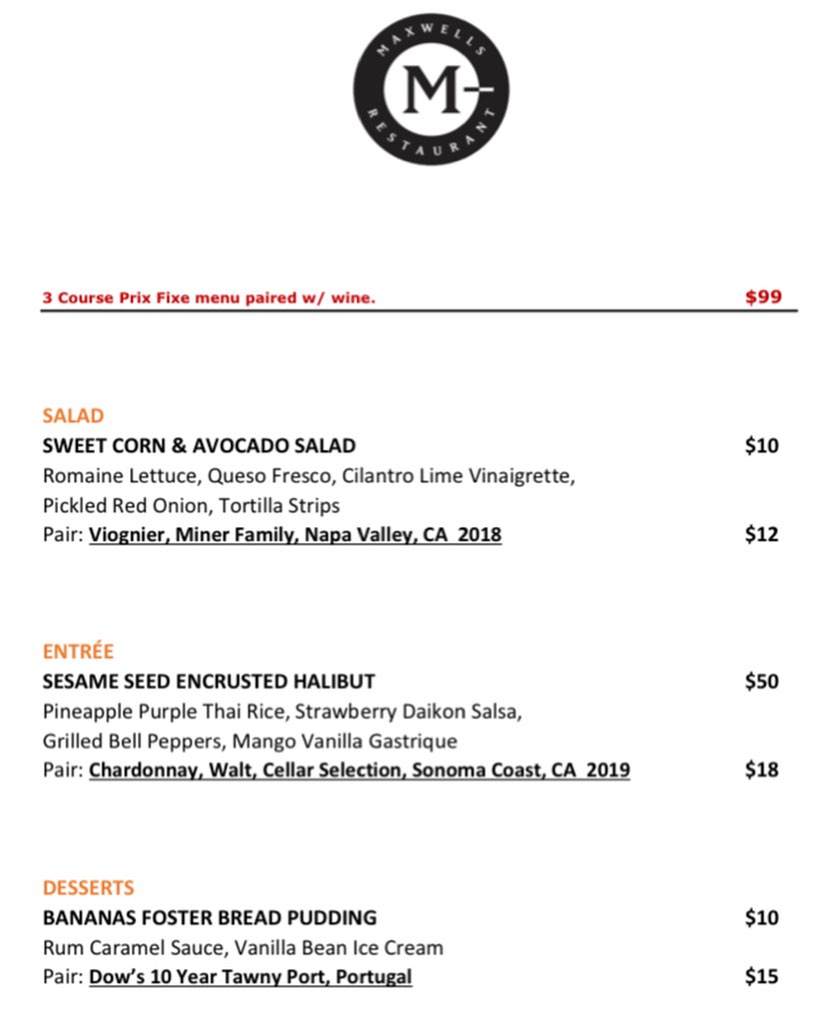 MAXWELLS
M-
RESTAURANT
3 Course Prix Fixe menu paired w/ wine. $99
SALAD
SWEET CORN & AVOCADO SALAD $10
Romaine Lettuce, Queso Fresco, Cilantro Lime Vinaigrette,
Pickled Red Onion, Tortilla Strips
Pair: Viognier, Miner Family, Napa Valley, CA  2018 $12
ENTRÉE
SESAME SEED ENCRUSTED HALIBUT $50
Pineapple Purple Thai Rice, Strawberry Daikon Salsa,
Grilled Bell Peppers, Mango Vanilla Gastrique
Pair: Chardonnay, Walt, Cellar Selection, Sonoma Coast, CA  2019 $18
DESSERTS
BANANAS FOSTER BREAD PUDDING $10
Rum Caramel Sauce, Vanilla Bean Ice Cream
Pair: Dow's 10 Year Tawny Port, Portugal $15